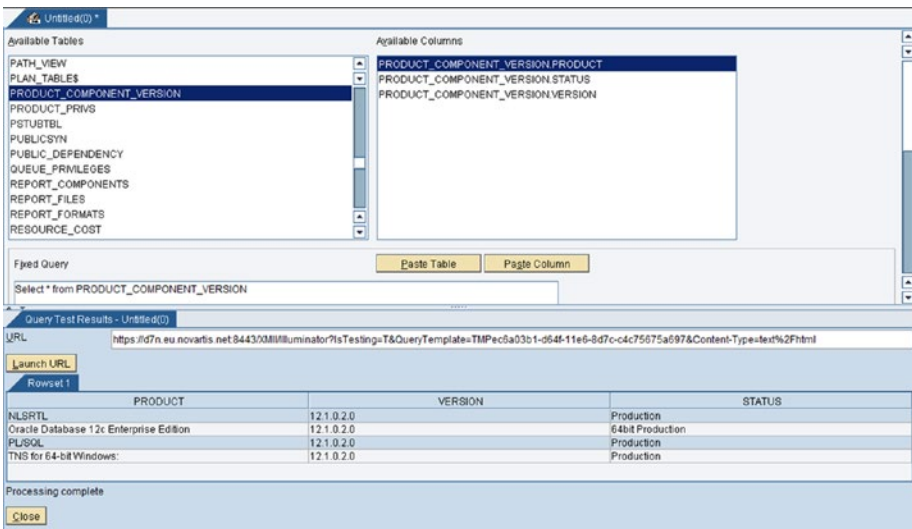 Untitled(0) *
Available Tables
Available Columns
PATH_VIEW
PLAN_TABLE$
PRODUCT_COMPONENT_VERSION
PRODUCT_PRIVS
PSTUBTBL
PUBLICSYN
PUBLIC_DEPENDENCY
QUEUE_PRIVILEGES
REPORT_COMPONENTS
REPORT_FILES
REPORT_FORMATS
RESOURCE_COST
PRODUCT_COMPONENT_VERSION.PRODUCT
PRODUCT_COMPONENT_VERSION.STATUS
PRODUCT_COMPONENT_VERSION.VERSION
Fixed Query
Paste Table
Paste Column
Select * from PRODUCT_COMPONENT_VERSION
Query Test Results - Untitled(0)
URL
https://d7n.eu.novartis.net:8443/XMII/Illuminator?IsTesting=T&QueryTemplate=TMPec6a03b1-d64f-11e6-8d7c-c4c75675a697&Content-Type=text%2Fhtml
Launch URL
Rowset 1
PRODUCT VERSION STATUS
NLSRTL 12.1.0.2.0 Production
Oracle Database 12c Enterprise Edition 12.1.0.2.0 64bit Production
PL/SQL 12.1.0.2.0 Production
TNS for 64-bit Windows: 12.1.0.2.0 Production
Processing complete
Close